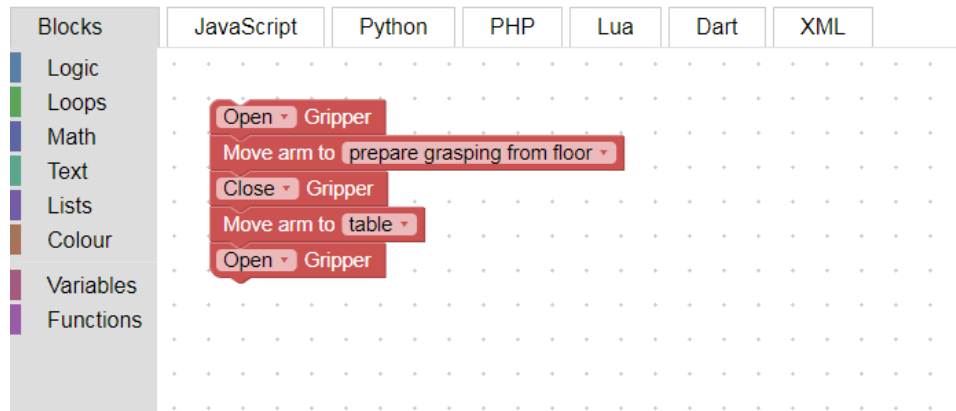 Blocks JavaScript Python PHP Lua Dart XML
Logic
Loops
Math
Text
Lists
Colour
Variables
Functions
Open Gripper
Move arm to prepare grasping from floor
Close Gripper
Move arm to table
Open Gripper